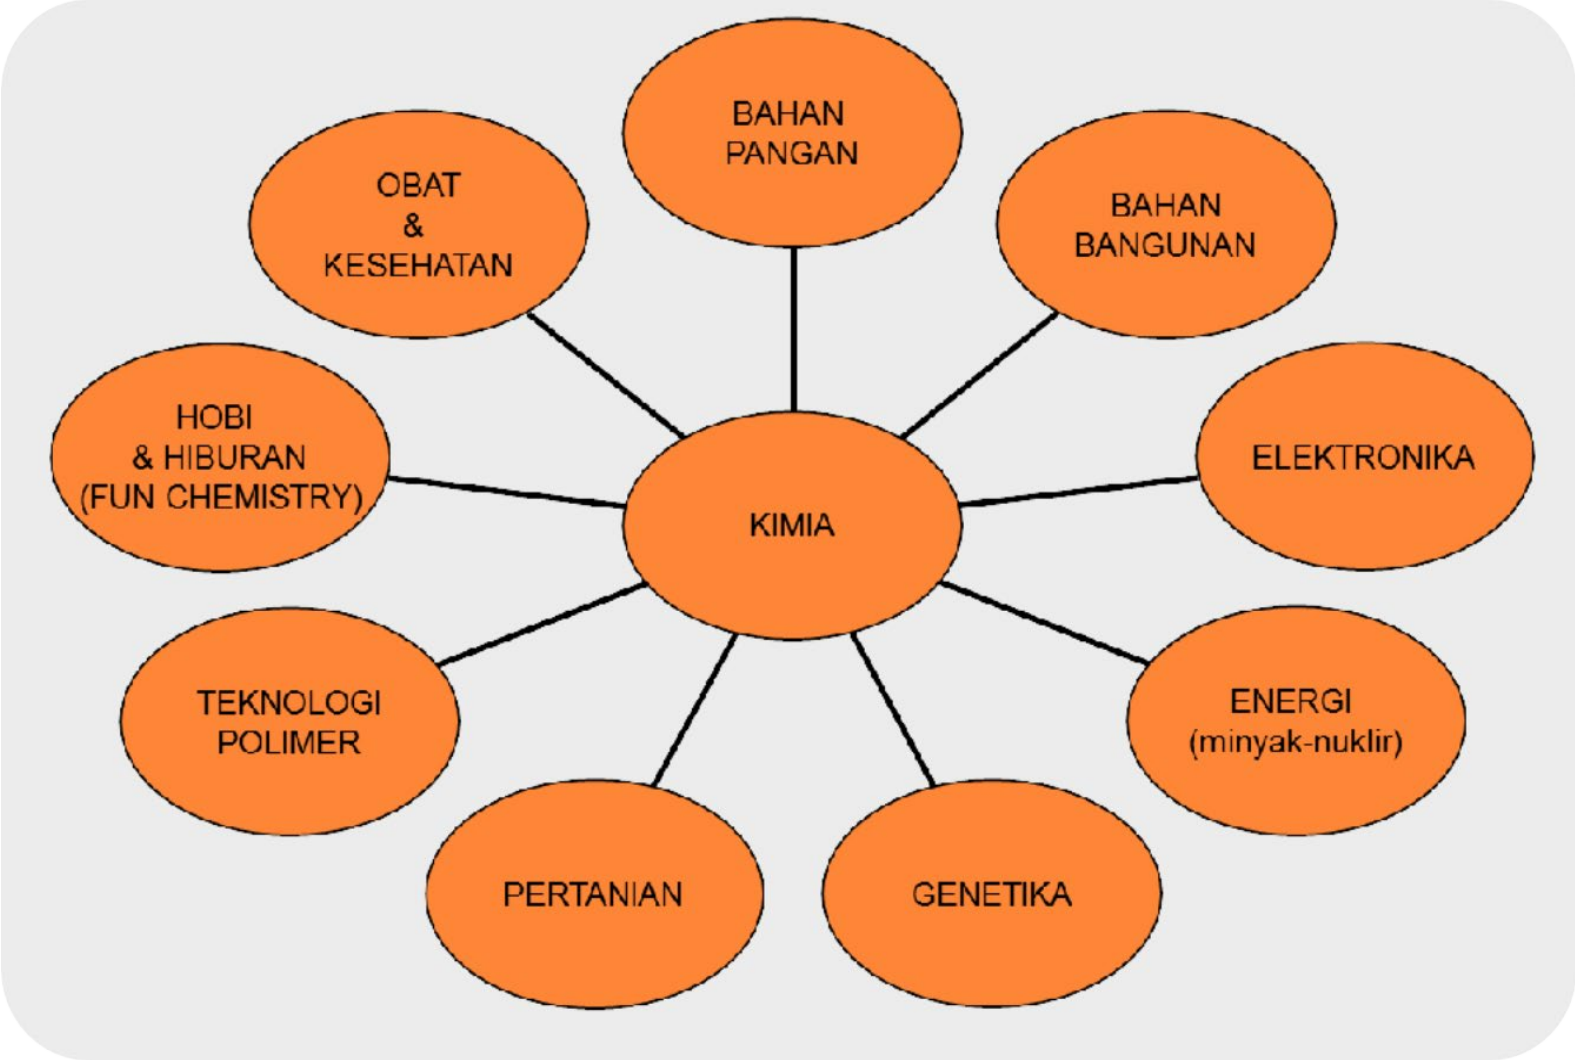 BAHAN
PANGAN
OBAT
&
KESEHATAN
BAHAN
BANGUNAN
HOBI
& HIBURAN
(FUN CHEMISTRY)
ELEKTRONIKA
KIMIA
TEKNOLOGI
POLIMER
ENERGI
(minyak-nuklir)
PERTANIAN
GENETIKA